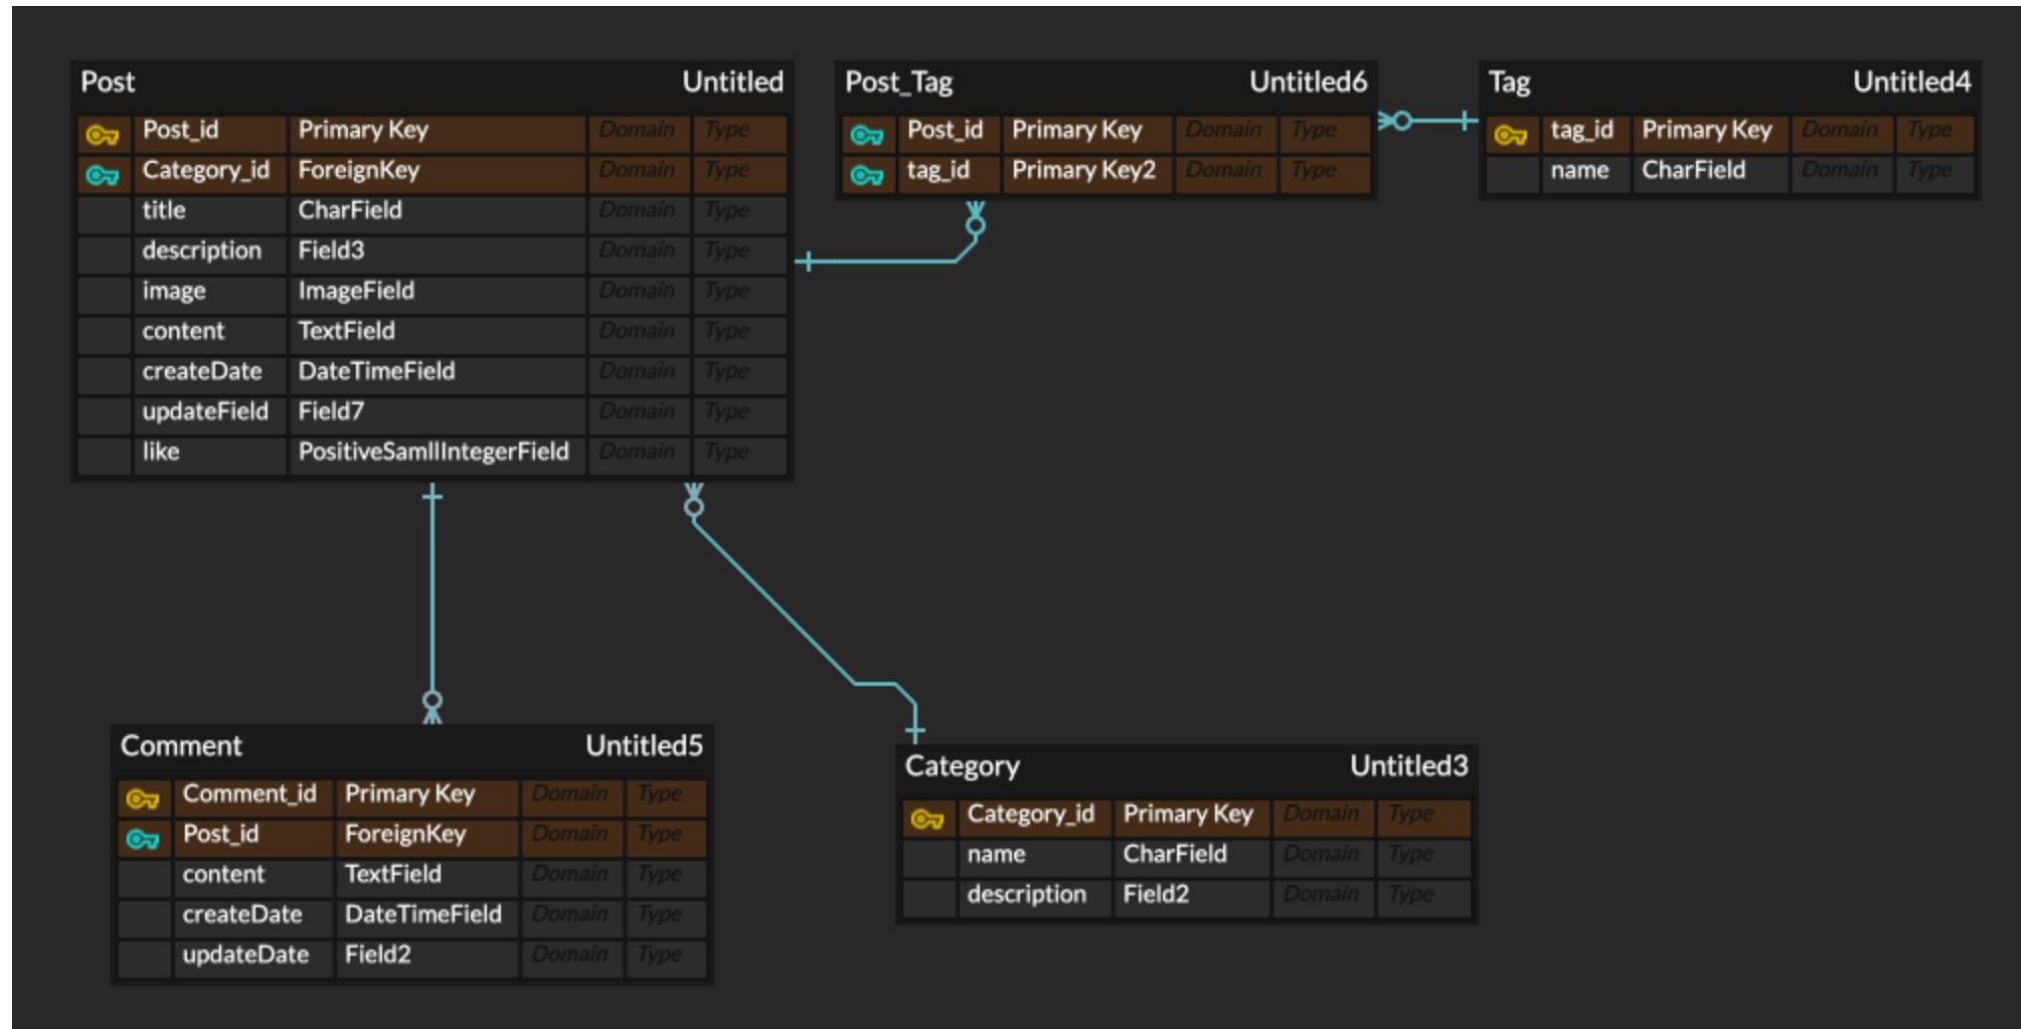 Post Untitled
Post_id Primary Key Domain Type
Category_id ForeignKey Domain Type
title CharField Domain Type
description Field3 Domain Type
image ImageField Domain Type
content TextField Domain Type
createDate DateTimeField Domain Type
updateField Field7 Domain Type
like PositiveSamllIntegerField Domain Type
Post_Tag Untitled6
Post_id Primary Key Domain Type
tag_id Primary Key2 Domain Type
Tag Untitled4
tag_id Primary Key Domain Type
name CharField Domain Type
Comment Untitled5
Comment_id Primary Key Domain Type
Post_id ForeignKey Domain Type
content TextField Domain Type
createDate DateTimeField Domain Type
updateDate Field2 Domain Type
Category Untitled3
Category_id Primary Key Domain Type
name CharField Domain Type
description Field2 Domain Type